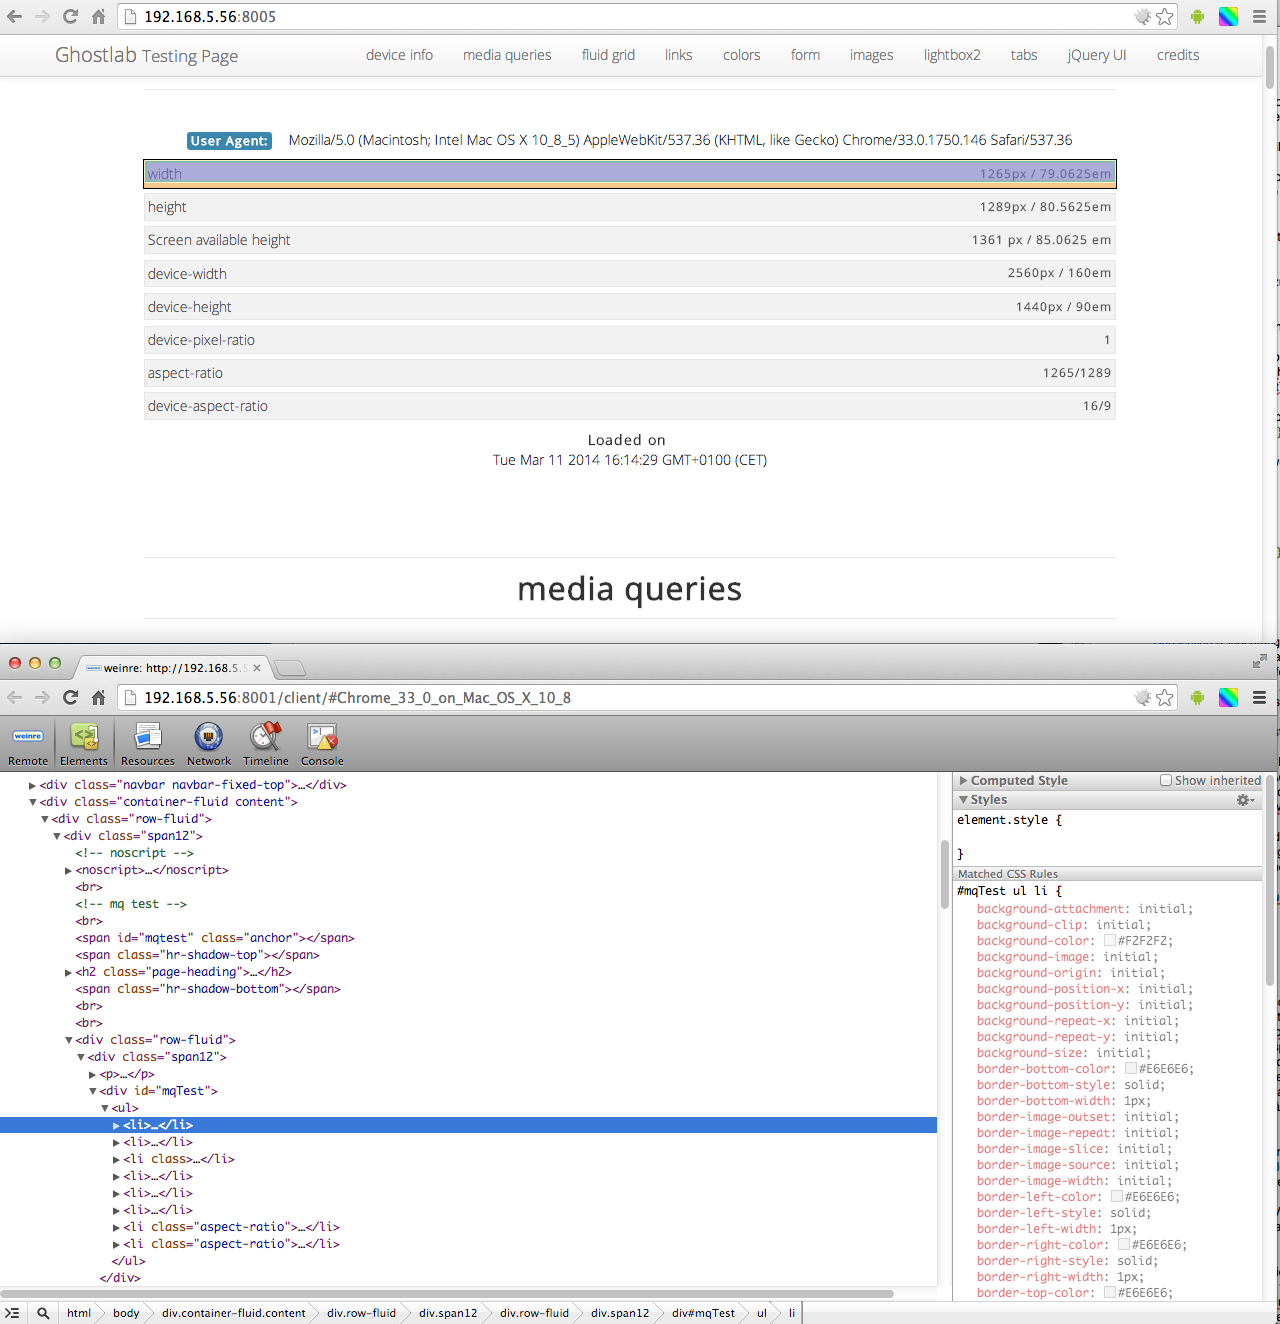 192.168.5.56:8005
Ghostlab Testing Page device info media queries fluid grid links colors form images lightbox2 tabs jQuery UI credits
User Agent: Mozilla/5.0 (Macintosh; Intel Mac OS X 10_8_5) AppleWebKit/537.36 (KHTML, like Gecko) Chrome/33.0.1750.146 Safari/537.36
width 1265px / 79.0625em
height 1289px / 80.5625em
Screen available height 1361 px / 85.0625 em
device-width 2560px / 160em
device-height 1440px / 90em
device-pixel-ratio 1
aspect-ratio 1265/1289
device-aspect-ratio 16/9
Loaded on
Tue Mar 11 2014 16:14:29 GMT+0100 (CET)
media queries
weinre: http://192.168.5.5
192.168.5.56:8001/client/#Chrome_33_0_on_Mac_OS_X_10_8
weinre
Remote Elements Resources Network Timeline Console
<div class="navbar navbar-fixed-top">…</div>
<div class="container-fluid content">
<div class="row-fluid">
<div class="span12">
<!-- noscript -->
<noscript>…</noscript>
<br>
<!-- mq test -->
<br>
<span id="mqtest" class="anchor"></span>
<span class="hr-shadow-top"></span>
<h2 class="page-heading">…</h2>
<span class="hr-shadow-bottom"></span>
<br>
<br>
<div class="row-fluid">
<div class="span12">
<p>…</p>
<div id="mqTest">
<ul>
<li>…</li>
<li>…</li>
<li class>…</li>
<li>…</li>
<li>…</li>
<li>…</li>
<li class="aspect-ratio">…</li>
<li class="aspect-ratio">…</li>
</ul>
</div>
Computed Style Show inherited
Styles
element.style {
}
Matched CSS Rules
#mqTest ul li {
background-attachment: initial;
background-clip: initial;
background-color: #F2F2F2;
background-image: initial;
background-origin: initial;
background-position-x: initial;
background-position-y: initial;
background-repeat-x: initial;
background-repeat-y: initial;
background-size: initial;
border-bottom-color: #E6E6E6;
border-bottom-style: solid;
border-bottom-width: 1px;
border-image-outset: initial;
border-image-repeat: initial;
border-image-slice: initial;
border-image-source: initial;
border-image-width: initial;
border-left-color: #E6E6E6;
border-left-style: solid;
border-left-width: 1px;
border-right-color: #E6E6E6;
border-right-style: solid;
border-right-width: 1px;
border-top-color: #E6E6E6;
html body div.container-fluid.content div.row-fluid div.span12 div.row-fluid div.span12 div#mqTest ul li